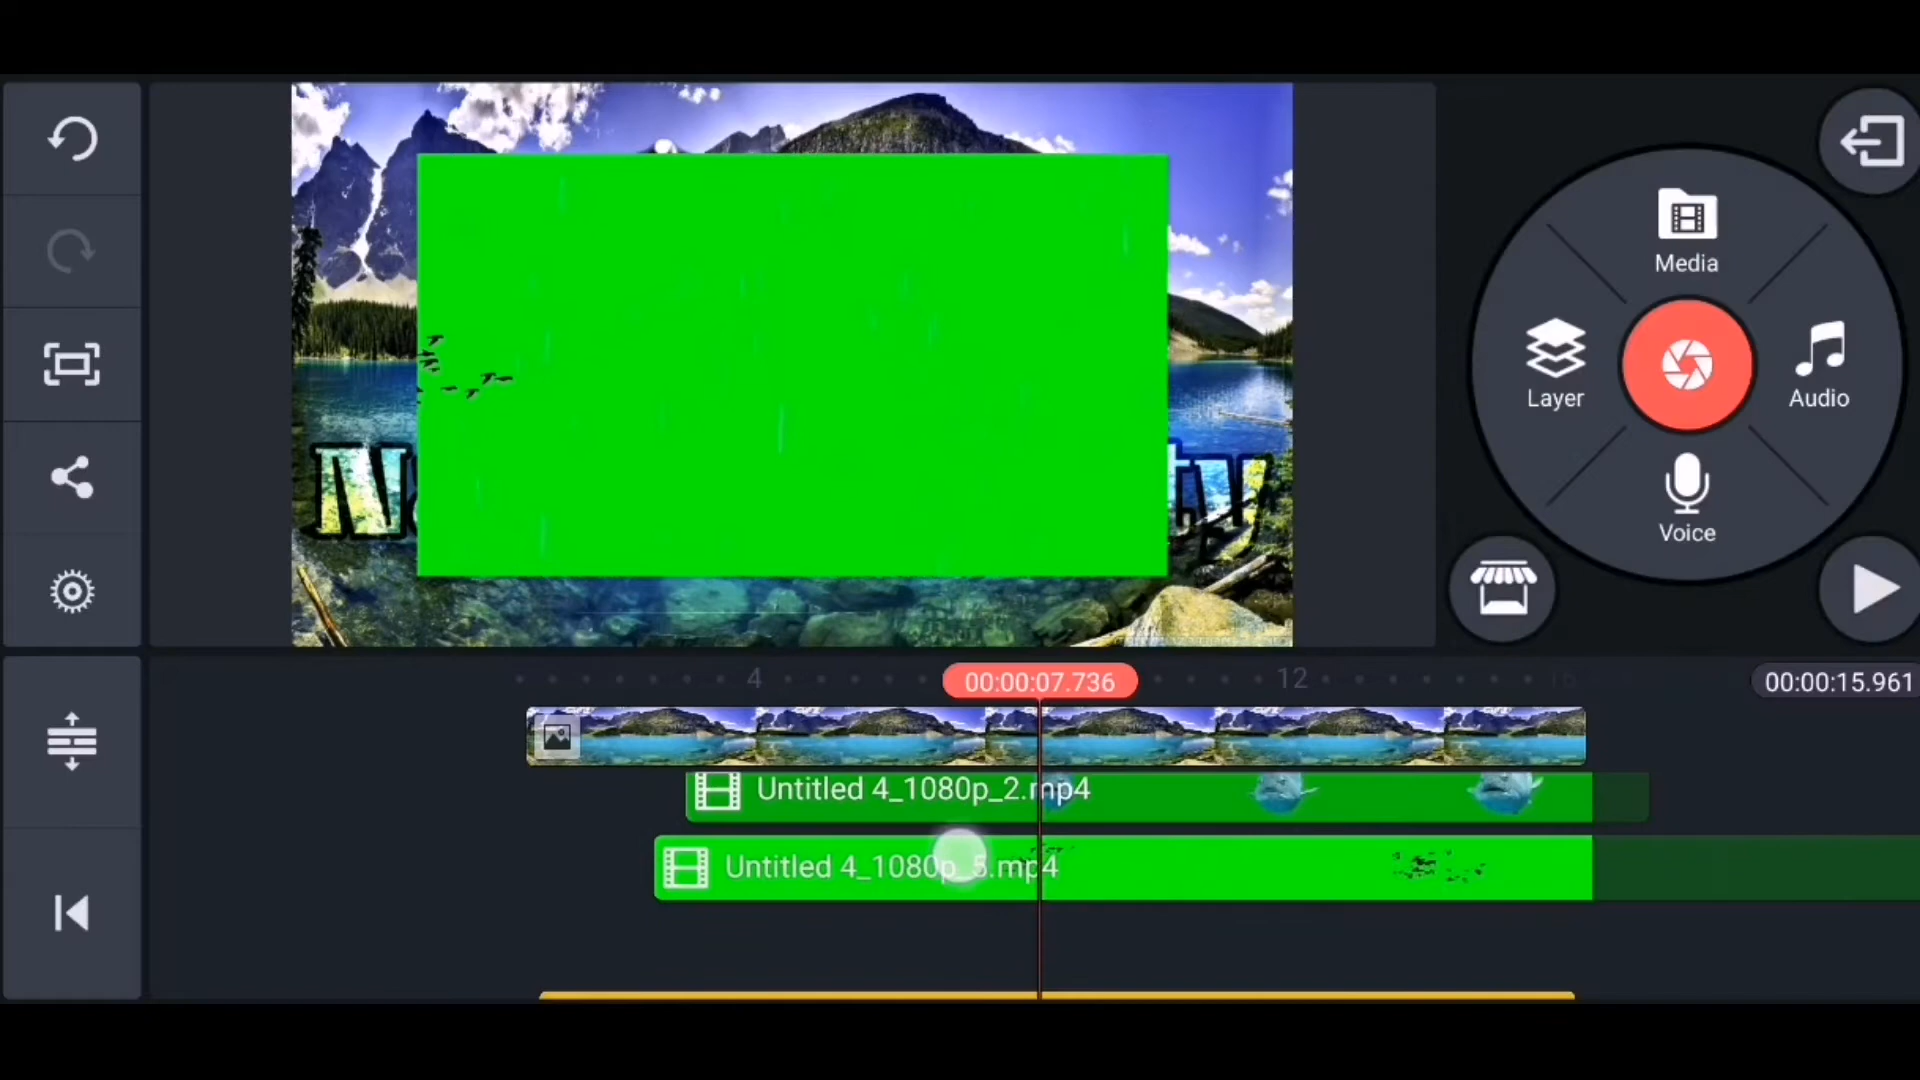 Media
Layer
Audio
Voice
4
00:00:07.736
12
16
00:00:15.961
Untitled 4_1080p_2.mp4
Untitled 4_1080p_5.mp4